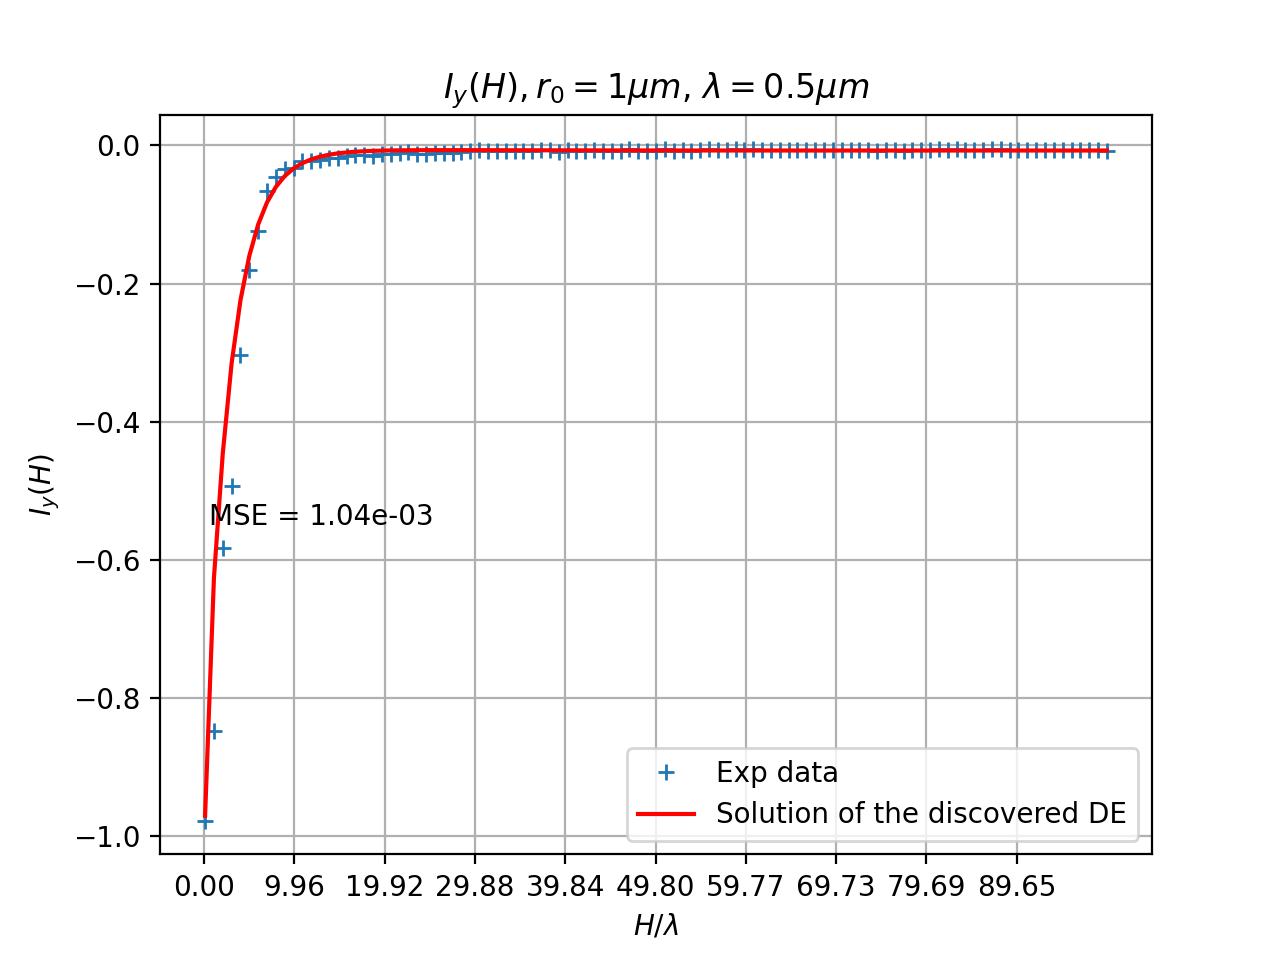 I_y(H), r_0 = 1μm, λ = 0.5μm
0.0
−0.2
−0.4
−0.6
−0.8
−1.0
I_y(H)
MSE = 1.04e-03
Exp data
Solution of the discovered DE
0.00 9.96 19.92 29.88 39.84 49.80 59.77 69.73 79.69 89.65
H/λ